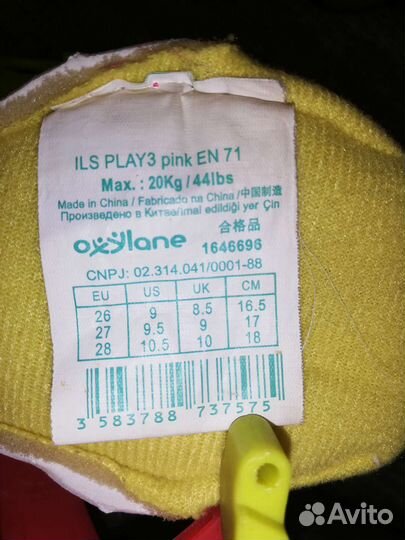 ILS PLAY3 pink EN 71
Max. : 20Kg / 44lbs
Made in China / Fabricado na China /中国制造
Произведено в Китае/imal edildiği yer Çin
合格品
oxylane 1646696
CNPJ: 02.314.041/0001-88
EU US UK CM
26 9 8.5 16.5
27 9.5 9 17
28 10.5 10 18
3 583788 737575
Avito